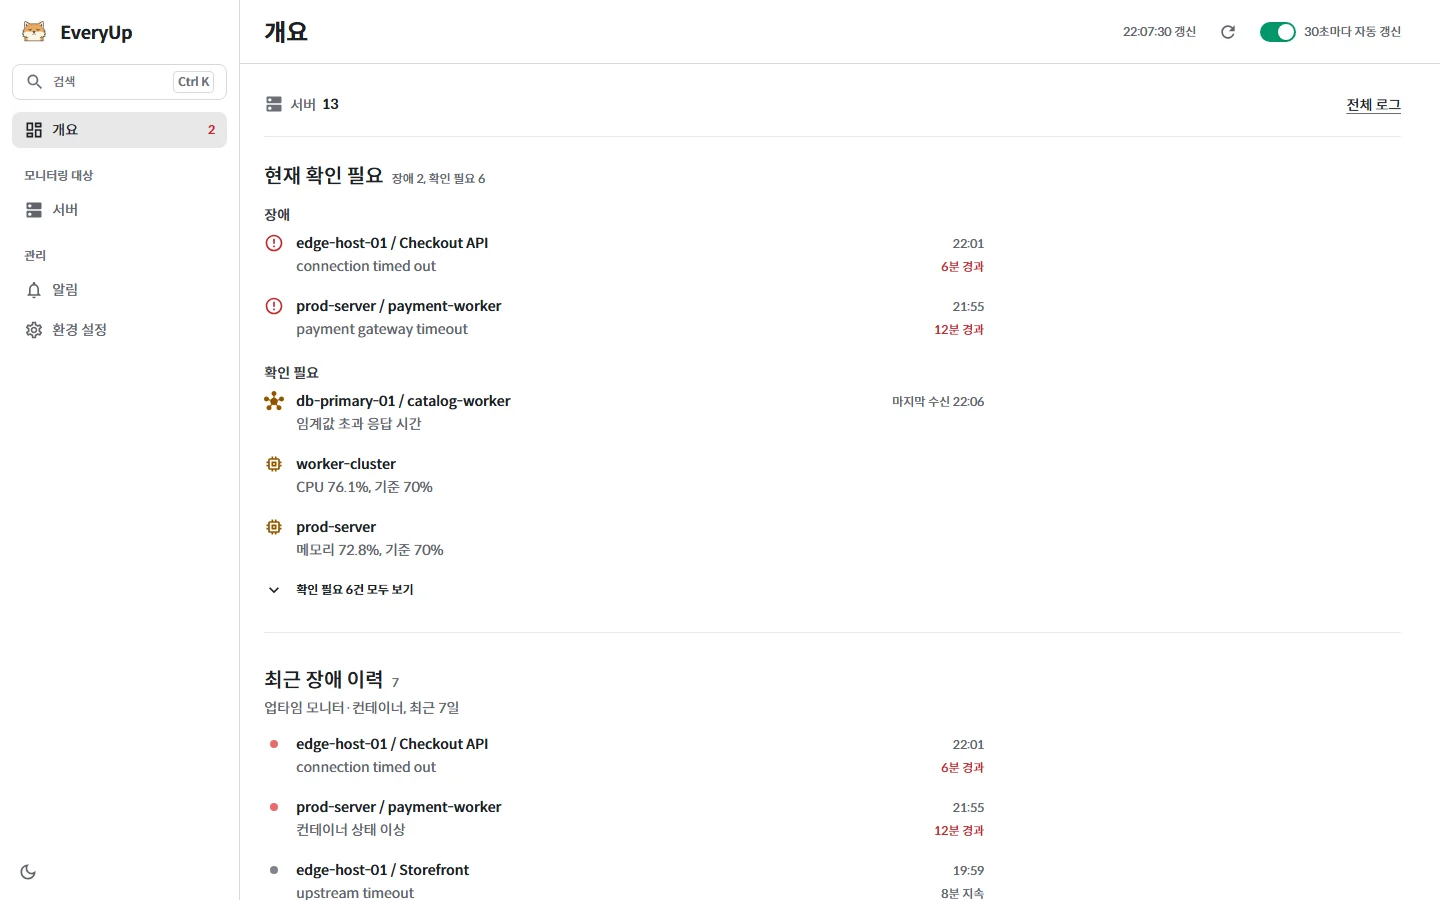 EveryUp
검색
Ctrl K
개요
2
모니터링 대상
서버
관리
알림
환경 설정
개요
22:07:30 갱신
30초마다 자동 갱신
서버 13
전체 로그
현재 확인 필요 장애 2, 확인 필요 6
장애
edge-host-01 / Checkout API
22:01
connection timed out
6분 경과
prod-server / payment-worker
21:55
payment gateway timeout
12분 경과
확인 필요
db-primary-01 / catalog-worker
마지막 수신 22:06
임계값 초과 응답 시간
worker-cluster
CPU 76.1%, 기준 70%
prod-server
메모리 72.8%, 기준 70%
확인 필요 6건 모두 보기
최근 장애 이력 7
업타임 모니터 · 컨테이너, 최근 7일
edge-host-01 / Checkout API
22:01
connection timed out
6분 경과
prod-server / payment-worker
21:55
컨테이너 상태 이상
12분 경과
edge-host-01 / Storefront
19:59
upstream timeout
8분 지속